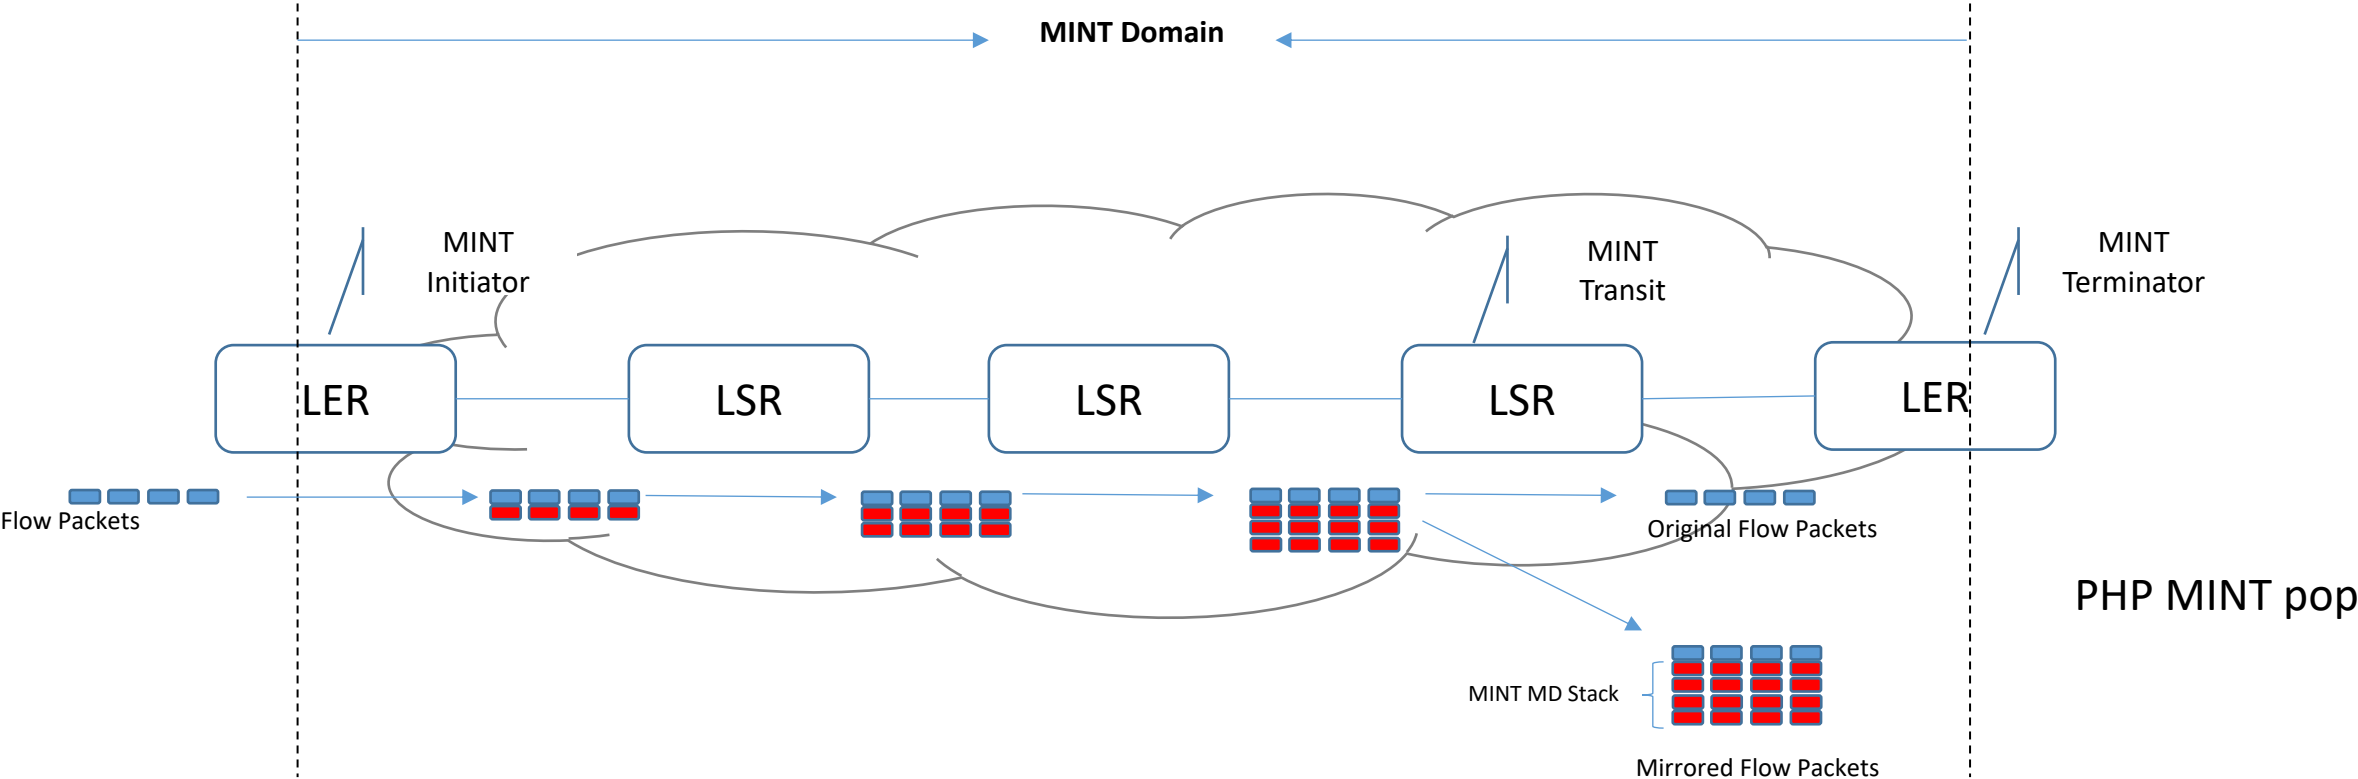 MINT Domain
MINT
Initiator
MINT
Transit
MINT
Terminator
LER
LSR
LSR
LSR
LER
Flow Packets
Original Flow Packets
PHP MINT pop
MINT MD Stack
Mirrored Flow Packets